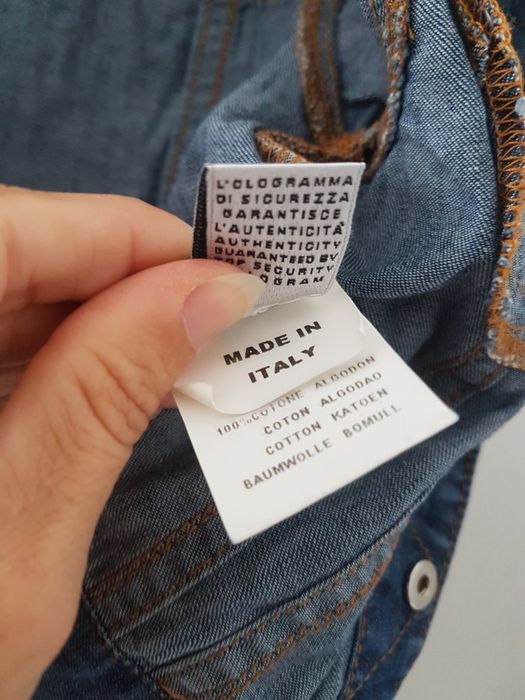 L'OLOGRAMMA
DI SICUREZZA
GARANTISCE
L'AUTENTICITÀ
AUTHENTICITY
GUARANTEED BY
SECURITY
MADE IN
ITALY
100%COTONE ALGODON
COTON ALGODAO
COTTON KATOEN
BAUMWOLLE BOMULL